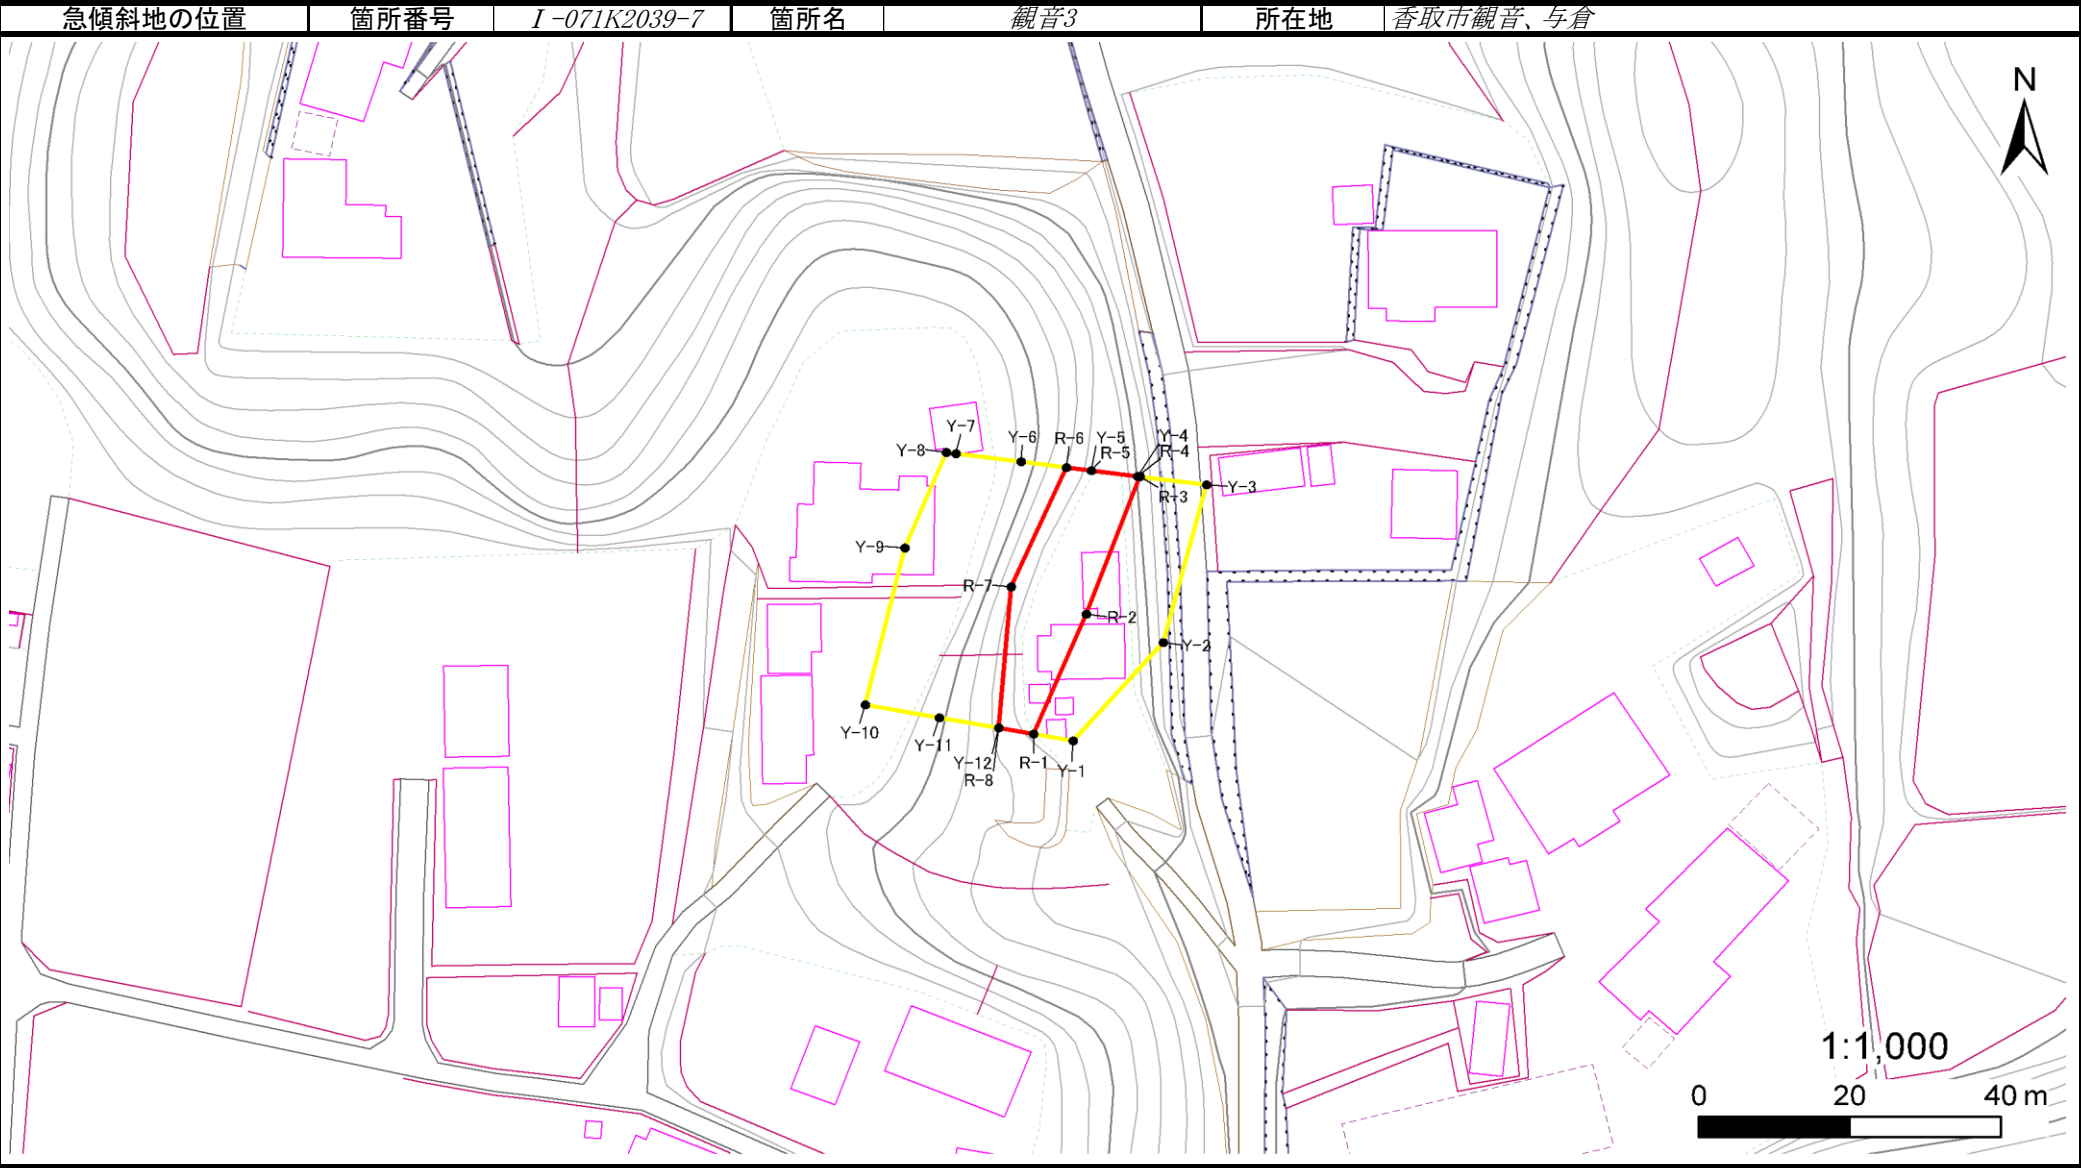 急傾斜地の位置 箇所番号 Ⅰ-071K2039-7 箇所名 観音3 所在地 香取市観音、与倉
N
Y-7
Y-8
Y-6
R-6
Y-5
R-5
Y-4
R-4
R-3
Y-3
Y-9
R-7
R-2
Y-2
Y-10
Y-11
Y-12
R-8
R-1
Y-1
1:1,000
0 20 40 m